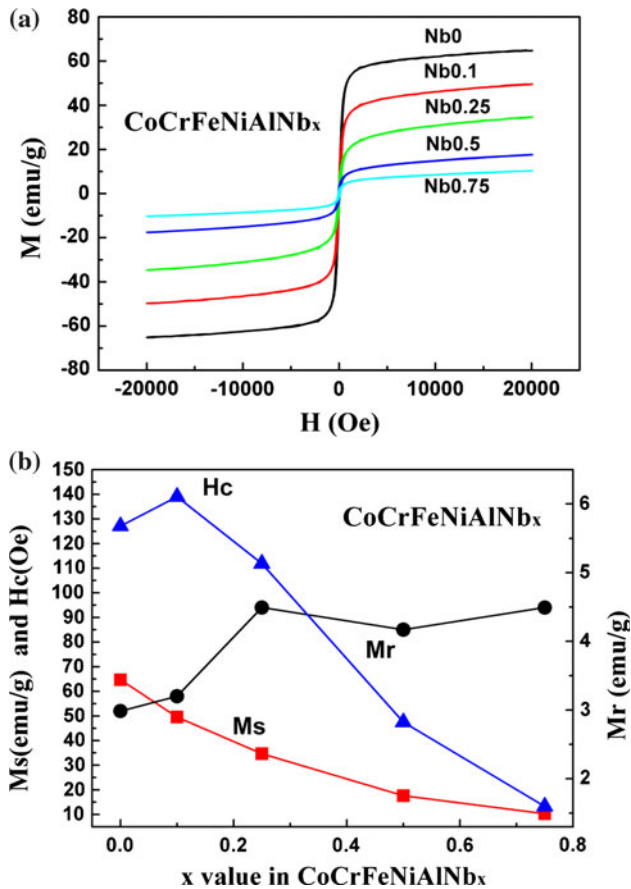 (a)
80
60
40
20
0
-20
-40
-60
-80
M (emu/g)
CoCrFeNiAlNbx
Nb0
Nb0.1
Nb0.25
Nb0.5
Nb0.75
-20000 -10000 0 10000 20000
H (Oe)
(b)
150
140
130
120
110
100
90
80
70
60
50
40
30
20
10
Ms(emu/g) and Hc(Oe)
Hc
CoCrFeNiAlNbx
Mr
Ms
6
5
4
3
2
Mr (emu/g)
0.0 0.2 0.4 0.6 0.8
x value in CoCrFeNiAlNbx